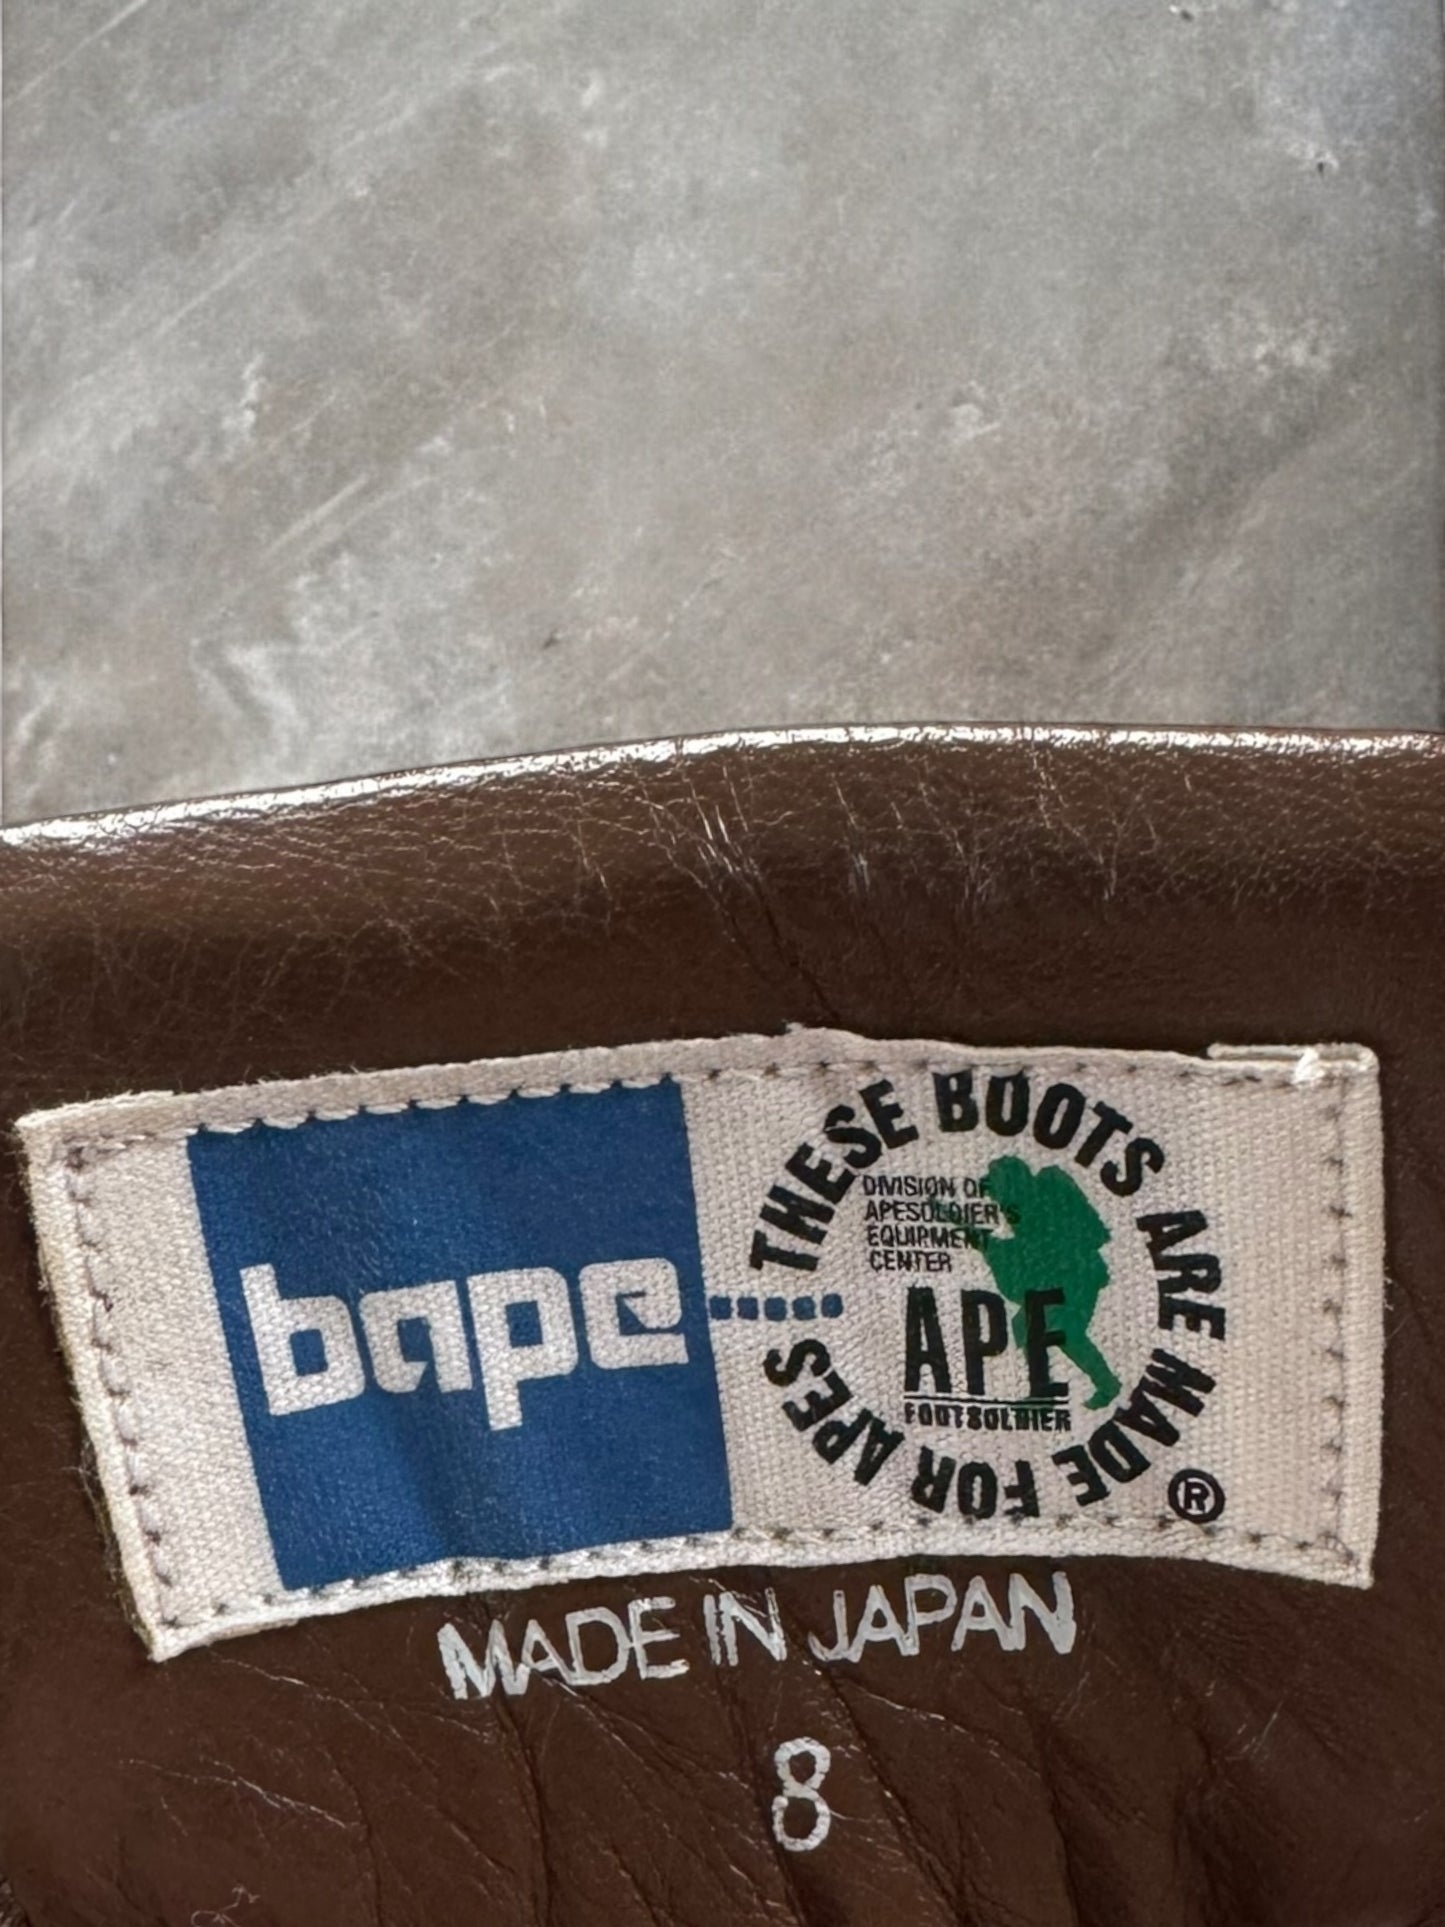 bape
THESE BOOTS ARE MADE FOR APES
DIVISION OF
APESOLDIER'S
EQUIPMENT
CENTER
APE
FOOTSOLDIER
®
MADE IN JAPAN
8